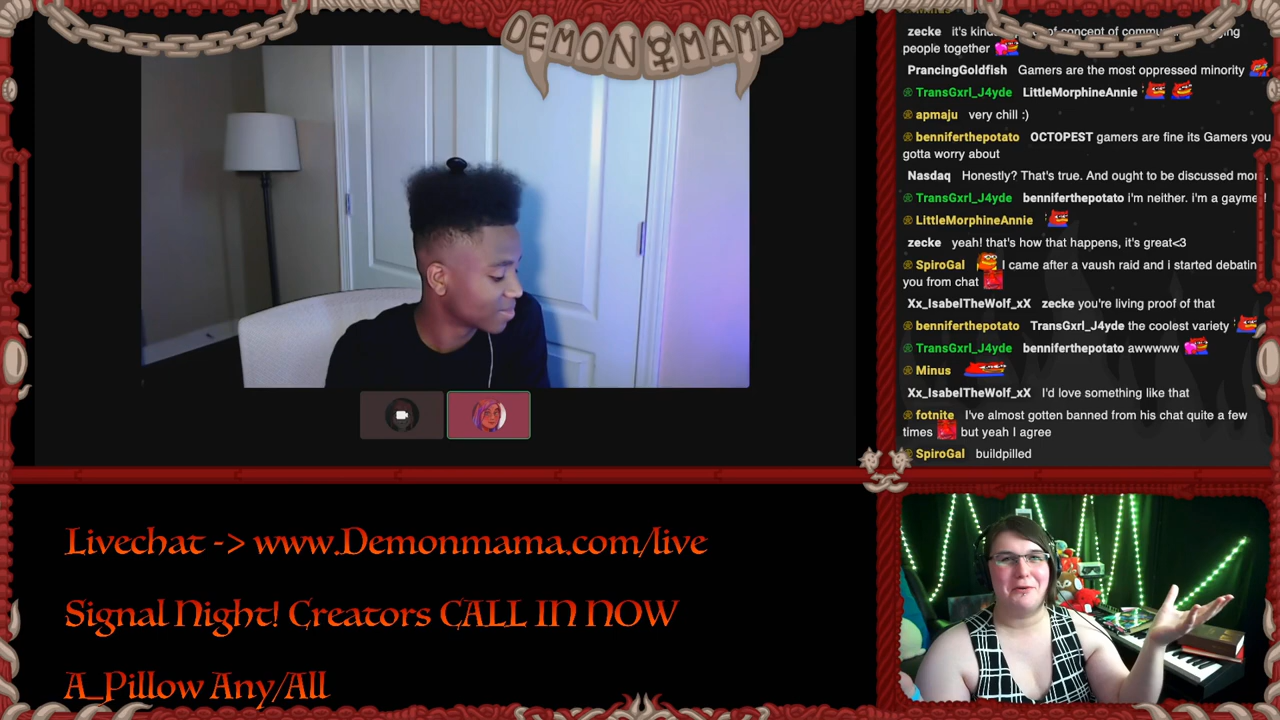 DEMON MAMA
zecke it's kind of concept of
people together
PrancingGoldfish Gamers are the most oppressed minority
TransGxrl_J4yde LittleMorphineAnnie
apmaju very chill :)
benniferthepotato OCTOPEST gamers are fine its Gamers you
gotta worry about
Nasdaq Honestly? That's true. And ought to be discussed more.
TransGxrl_J4yde benniferthepotato i'm neither. i'm a gaymer!
LittleMorphineAnnie
zecke yeah! that's how that happens, it's great<3
SpiroGal I came after a vaush raid and i started debatin
you from chat
Xx_IsabelTheWolf_xX zecke you're living proof of that
benniferthepotato TransGxrl_J4yde the coolest variety
TransGxrl_J4yde benniferthepotato awwwww
Minus
Xx_IsabelTheWolf_xX I'd love something like that
fotnite I've almost gotten banned from his chat quite a few
times but yeah I agree
SpiroGal buildpilled
Livechat -> www.Demonmama.com/live
Signal Night! Creators CALL IN NOW
A_Pillow Any/All